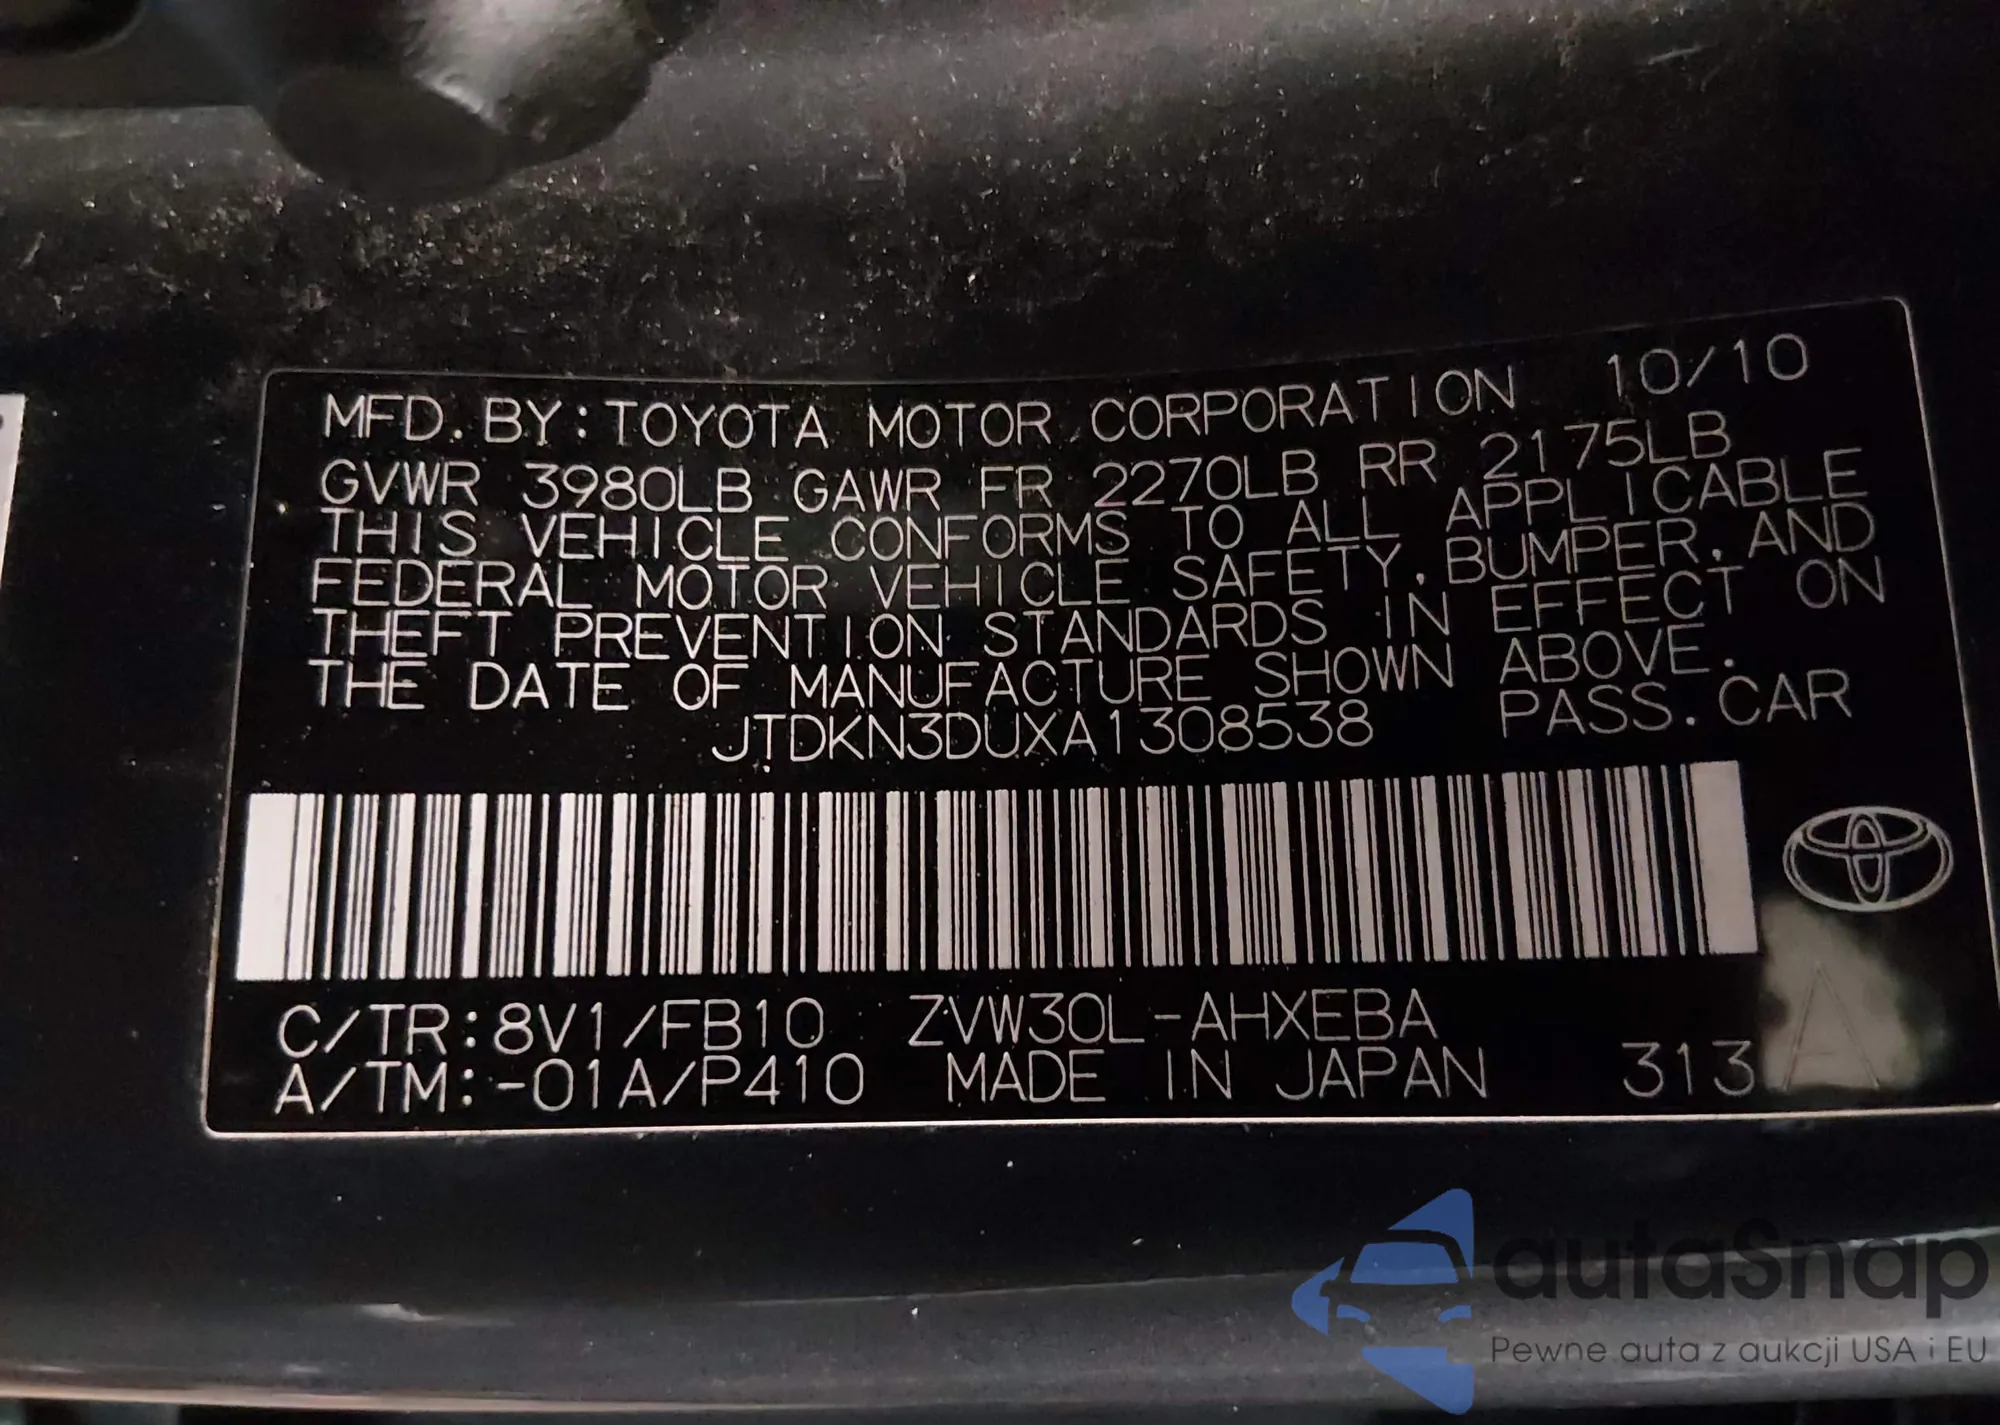 MFD. BY: TOYOTA MOTOR CORPORATION 10/10
GVWR 3980LB GAWR FR 2270LB RR 2175LB
THIS VEHICLE CONFORMS TO ALL APPLICABLE
FEDERAL MOTOR VEHICLE SAFETY, BUMPER, AND
THEFT PREVENTION STANDARDS IN EFFECT ON
THE DATE OF MANUFACTURE SHOWN ABOVE.
JTDKN3DUXA1308538 PASS. CAR
C/TR: 8V1/FB10 ZVW30L-AHXEBA
A/TM: -01A/P410 MADE IN JAPAN 313
A
autaSnap
Pewne auta z aukcji USA i EU